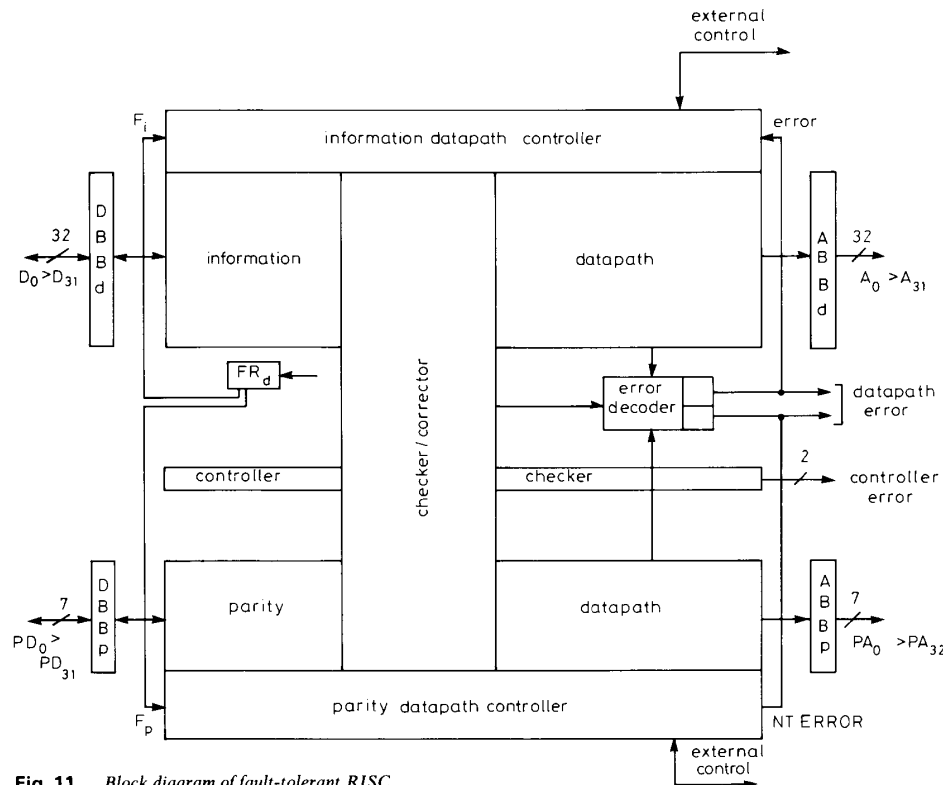 external
control
F_i
information datapath controller
error
D
B
B
d
32
D_0 > D_31
information
datapath
A
B
B
d
32
A_0 > A_31
FR_d
error
decoder
datapath
error
checker/corrector
controller
checker
2
controller
error
D
B
B
p
7
PD_0 >
PD_31
parity
datapath
A
B
B
p
7
PA_0 > PA_32
F_p
parity datapath controller
NT ERROR
external
control
Fig. 11 Block diagram of fault-tolerant RISC